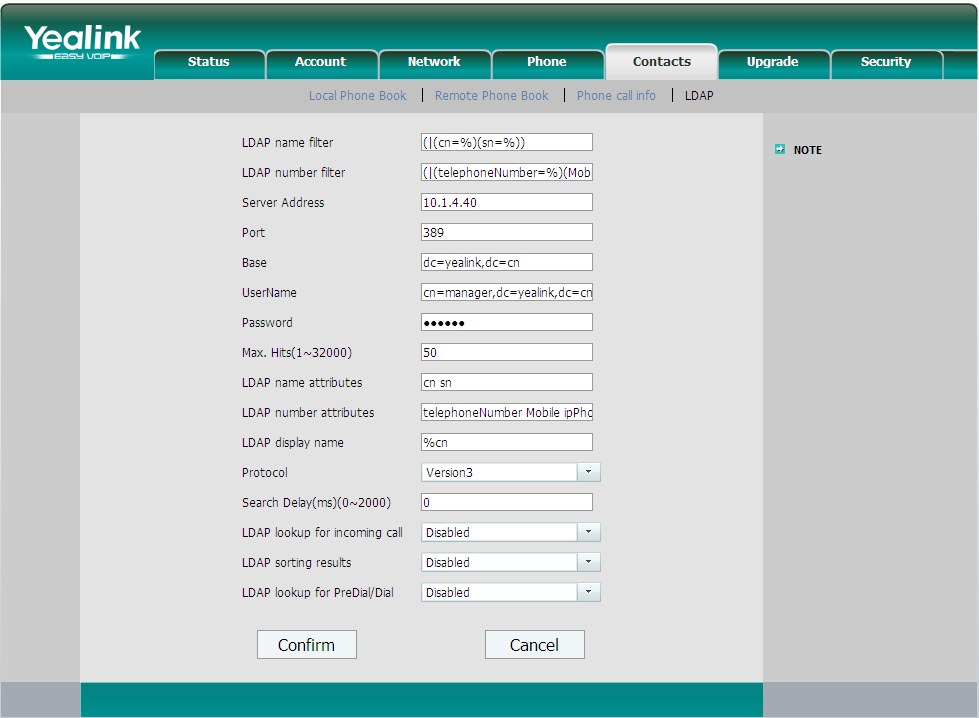 Yealink
EASY VOIP
Status Account Network Phone Contacts Upgrade Security
Local Phone Book | Remote Phone Book | Phone call info | LDAP
LDAP name filter (|(cn=%)(sn=%))
NOTE
LDAP number filter (|(telephoneNumber=%)(Mob
Server Address 10.1.4.40
Port 389
Base dc=yealink,dc=cn
UserName cn=manager,dc=yealink,dc=cn
Password ●●●●●●
Max. Hits(1~32000) 50
LDAP name attributes cn sn
LDAP number attributes telephoneNumber Mobile ipPho
LDAP display name %cn
Protocol Version3
Search Delay(ms)(0~2000) 0
LDAP lookup for incoming call Disabled
LDAP sorting results Disabled
LDAP lookup for PreDial/Dial Disabled
Confirm Cancel